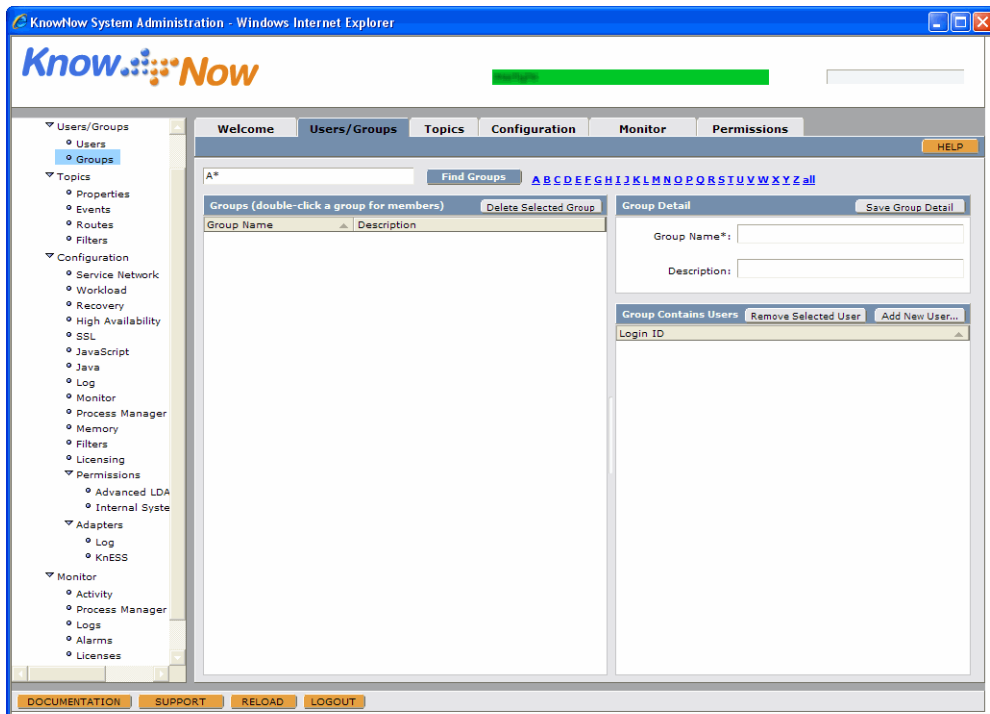 KnowNow System Administration - Windows Internet Explorer
Know Now
Users/Groups
Users
Groups
Topics
Properties
Events
Routes
Filters
Configuration
Service Network
Workload
Recovery
High Availability
SSL
JavaScript
Java
Log
Monitor
Process Manager
Memory
Filters
Licensing
Permissions
Advanced LDA
Internal Syste
Adapters
Log
KnESS
Monitor
Activity
Process Manager
Logs
Alarms
Licenses
Welcome Users/Groups Topics Configuration Monitor Permissions
HELP
A* Find Groups A B C D E F G H I J K L M N O P Q R S T U V W X Y Z all
Groups (double-click a group for members) Delete Selected Group
Group Name Description
Group Detail Save Group Detail
Group Name*:
Description:
Group Contains Users Remove Selected User Add New User...
Login ID
DOCUMENTATION SUPPORT RELOAD LOGOUT